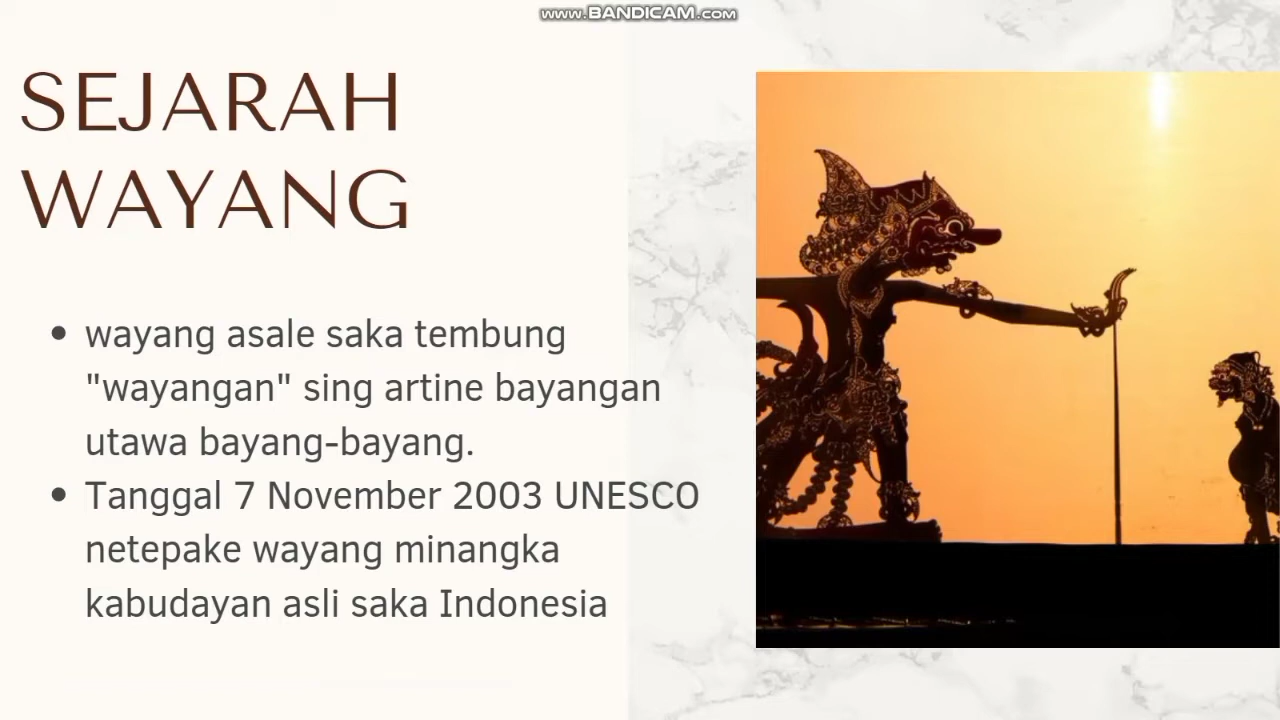 www.BANDICAM.com
SEJARAH
WAYANG
• wayang asale saka tembung
"wayangan" sing artine bayangan
utawa bayang-bayang.
• Tanggal 7 November 2003 UNESCO
netepake wayang minangka
kabudayan asli saka Indonesia